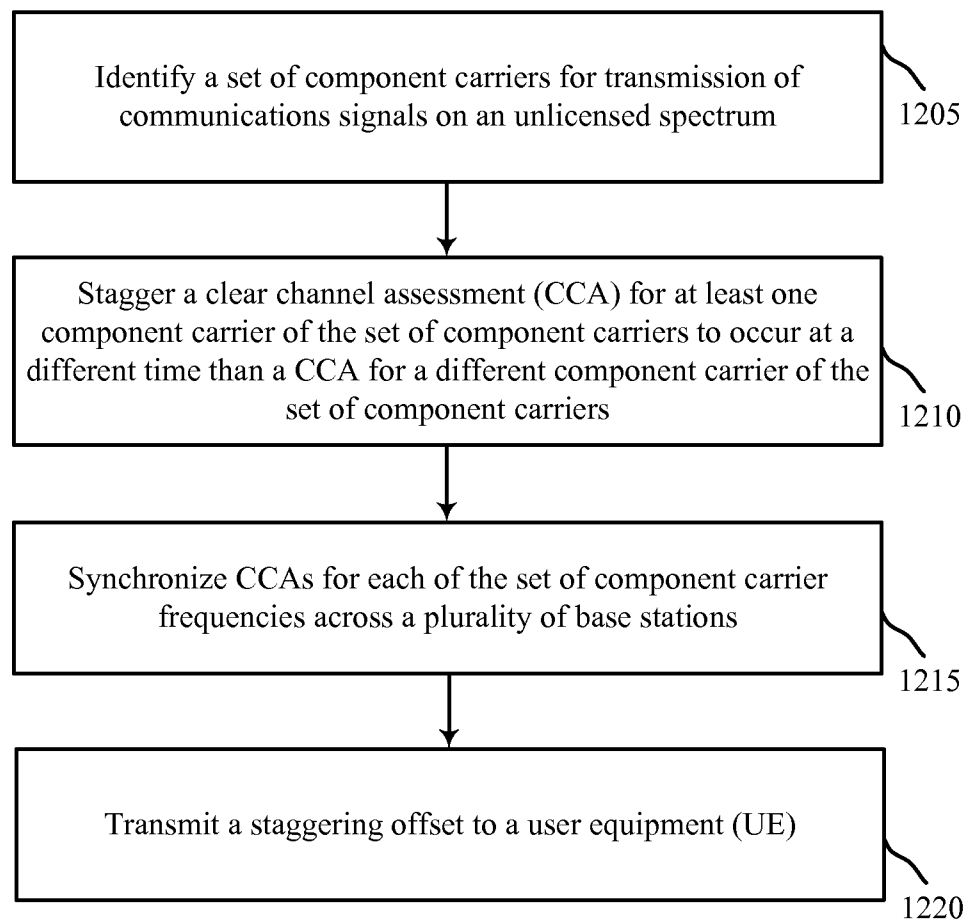 Identify a set of component carriers for transmission of
communications signals on an unlicensed spectrum
1205
Stagger a clear channel assessment (CCA) for at least one
component carrier of the set of component carriers to occur at a
different time than a CCA for a different component carrier of the
set of component carriers
1210
Synchronize CCAs for each of the set of component carrier
frequencies across a plurality of base stations
1215
Transmit a staggering offset to a user equipment (UE)
1220